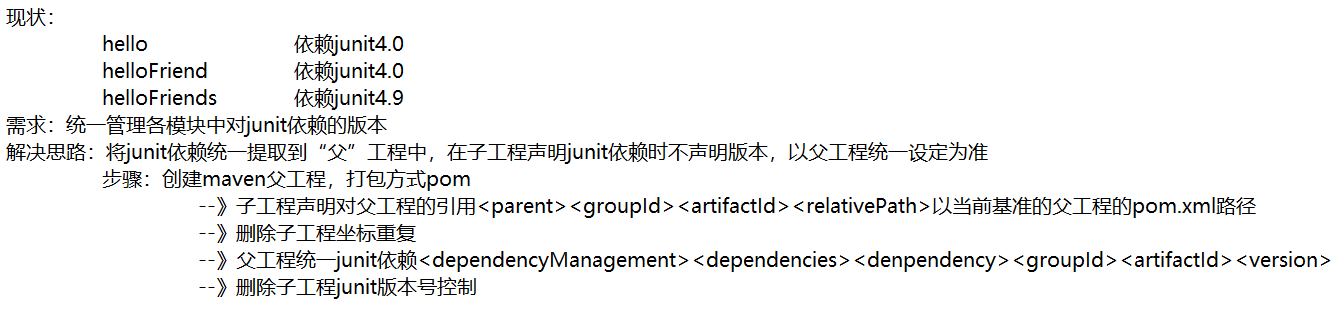 现状：
hello 依赖junit4.0
helloFriend 依赖junit4.0
helloFriends 依赖junit4.9
需求：统一管理各模块中对junit依赖的版本
解决思路：将junit依赖统一提取到“父”工程中，在子工程声明junit依赖时不声明版本，以父工程统一设定为准
步骤：创建maven父工程，打包方式pom
--》子工程声明对父工程的引用<parent><groupId><artifactId><relativePath>以当前基准的父工程的pom.xml路径
--》删除子工程坐标重复
--》父工程统一junit依赖<dependencyManagement><dependencies><denpendency><groupId><artifactId><version>
--》删除子工程junit版本号控制